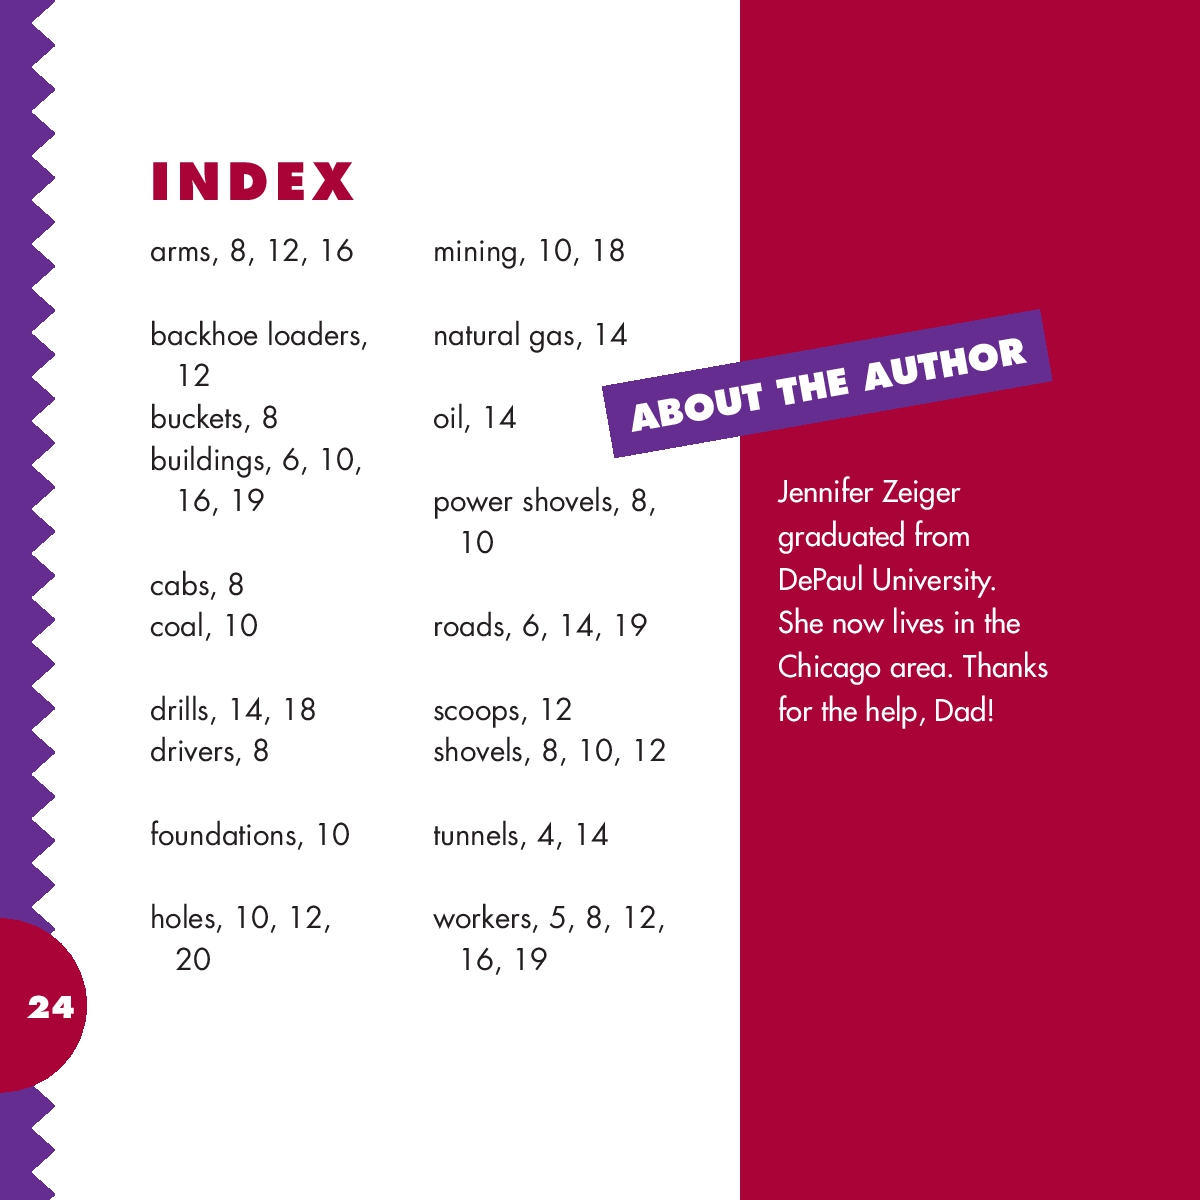 INDEX
arms, 8, 12, 16
backhoe loaders,
12
buckets, 8
buildings, 6, 10,
16, 19
cabs, 8
coal, 10
drills, 14, 18
drivers, 8
foundations, 10
holes, 10, 12,
20
mining, 10, 18
natural gas, 14
oil, 14
power shovels, 8,
10
roads, 6, 14, 19
scoops, 12
shovels, 8, 10, 12
tunnels, 4, 14
workers, 5, 8, 12,
16, 19
ABOUT THE AUTHOR
Jennifer Zeiger
graduated from
DePaul University.
She now lives in the
Chicago area. Thanks
for the help, Dad!
24